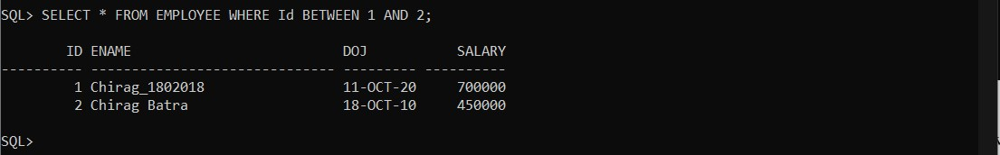 SQL> SELECT * FROM EMPLOYEE WHERE Id BETWEEN 1 AND 2;
        ID ENAME                          DOJ           SALARY
---------- ------------------------------ --------- ----------
         1 Chirag_1802018                 11-OCT-20     700000
         2 Chirag Batra                   18-OCT-10     450000
SQL>